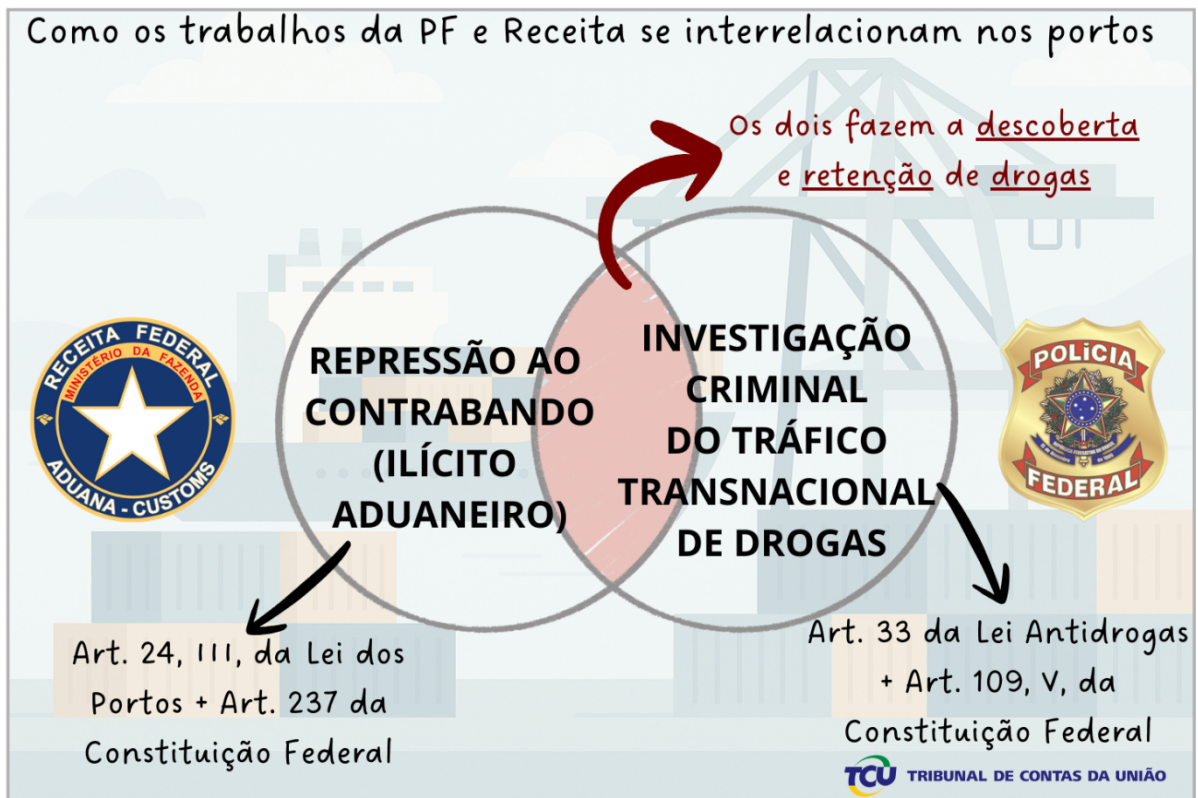 Como os trabalhos da PF e Receita se interrelacionam nos portos
Os dois fazem a descoberta
e retenção de drogas
RECEITA FEDERAL
MINISTÉRIO DA FAZENDA
ADUANA - CUSTOMS
REPRESSÃO AO
CONTRABANDO
(ILÍCITO
ADUANEIRO)
INVESTIGAÇÃO
CRIMINAL
DO TRÁFICO
TRANSNACIONAL
DE DROGAS
POLÍCIA
FEDERAL
Art. 24, III, da Lei dos
Portos + Art. 237 da
Constituição Federal
Art. 33 da Lei Antidrogas
+ Art. 109, V, da
Constituição Federal
TCU TRIBUNAL DE CONTAS DA UNIÃO